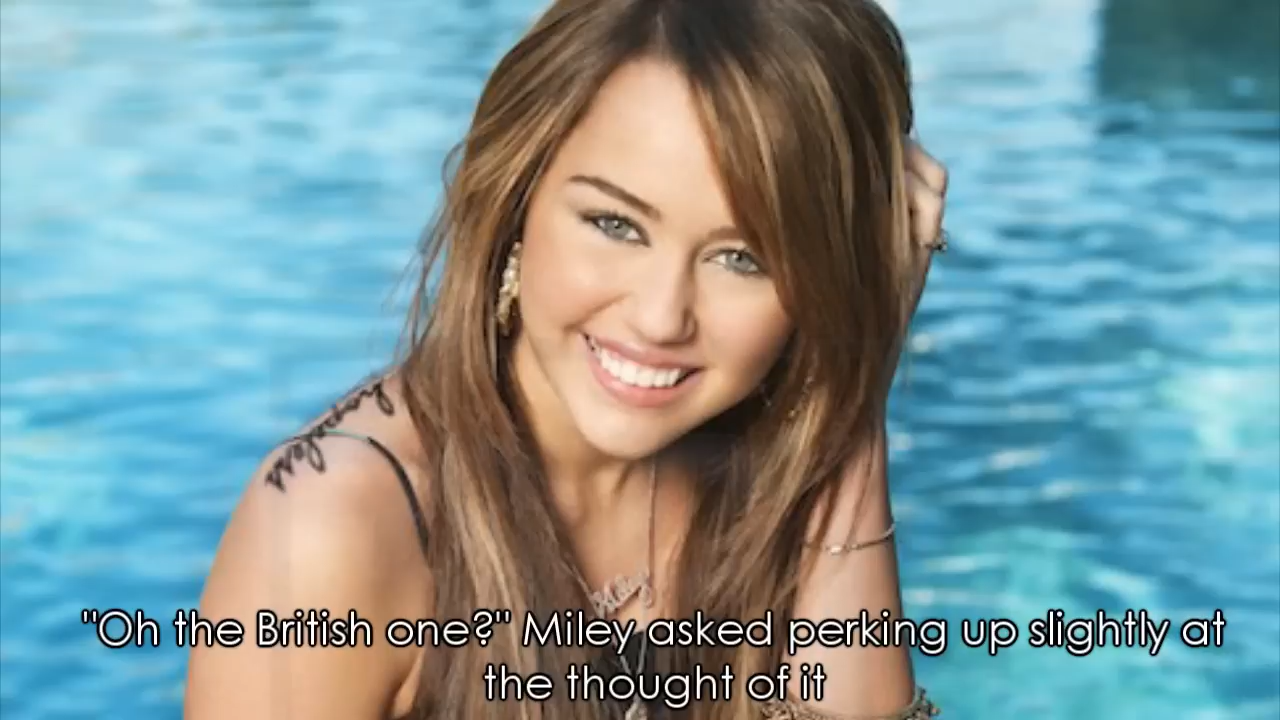 "Oh the British one?" Miley asked perking up slightly at
the thought of it